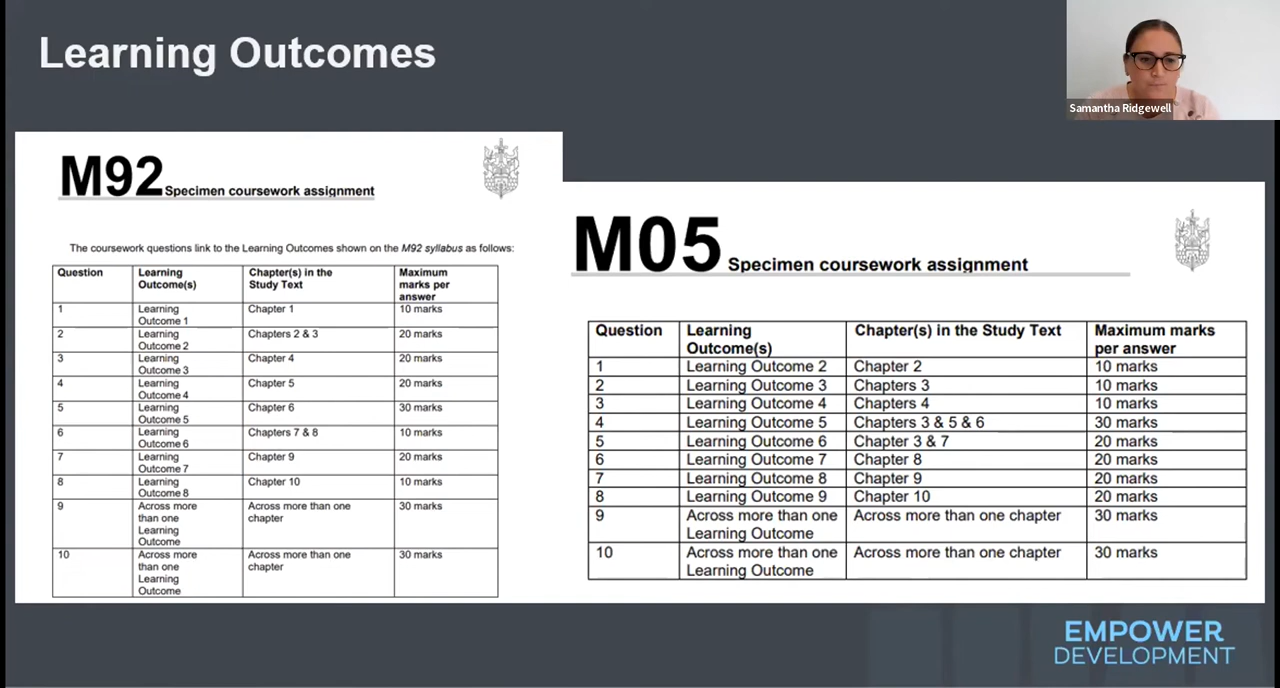 Learning Outcomes
Samantha Ridgewell
M92 Specimen coursework assignment
The coursework questions link to the Learning Outcomes shown on the M92 syllabus as follows:
Question Learning Outcome(s) Chapter(s) in the Study Text Maximum marks per answer
1 Learning Outcome 1 Chapter 1 10 marks
2 Learning Outcome 2 Chapters 2 & 3 20 marks
3 Learning Outcome 3 Chapter 4 20 marks
4 Learning Outcome 4 Chapter 5 20 marks
5 Learning Outcome 5 Chapter 6 30 marks
6 Learning Outcome 6 Chapters 7 & 8 10 marks
7 Learning Outcome 7 Chapter 9 20 marks
8 Learning Outcome 8 Chapter 10 10 marks
9 Across more than one Learning Outcome Across more than one chapter 30 marks
10 Across more than one Learning Outcome Across more than one chapter 30 marks
M05 Specimen coursework assignment
Question Learning Outcome(s) Chapter(s) in the Study Text Maximum marks per answer
1 Learning Outcome 2 Chapter 2 10 marks
2 Learning Outcome 3 Chapters 3 10 marks
3 Learning Outcome 4 Chapters 4 10 marks
4 Learning Outcome 5 Chapters 3 & 5 & 6 30 marks
5 Learning Outcome 6 Chapter 3 & 7 20 marks
6 Learning Outcome 7 Chapter 8 20 marks
7 Learning Outcome 8 Chapter 9 20 marks
8 Learning Outcome 9 Chapter 10 20 marks
9 Across more than one Learning Outcome Across more than one chapter 30 marks
10 Across more than one Learning Outcome Across more than one chapter 30 marks
EMPOWER
DEVELOPMENT